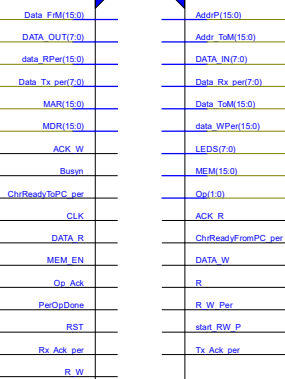 Data_FrM(15:0)
DATA_OUT(7:0)
data_RPer(15:0)
Data_Tx_per(7:0)
MAR(15:0)
MDR(15:0)
ACK_W
Busyn
ChrReadyToPC_per
CLK
DATA_R
MEM_EN
Op_Ack
PerOpDone
RST
Rx_Ack_per
R_W
AddrP(15:0)
Addr_ToM(15:0)
DATA_IN(7:0)
Data_Rx_per(7:0)
Data_ToM(15:0)
data_WPer(15:0)
LEDS(7:0)
MEM(15:0)
Op(1:0)
ACK_R
ChrReadyFromPC_per
DATA_W
R
R_W_Per
start_RW_P
Tx_Ack_per